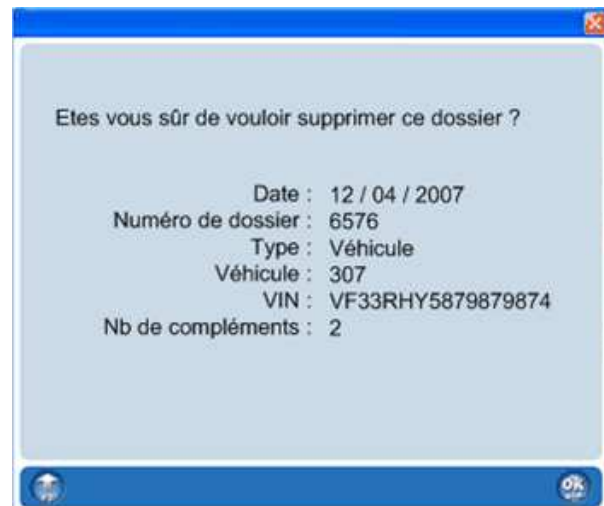 Etes vous sûr de vouloir supprimer ce dossier ?
Date : 12 / 04 / 2007
Numéro de dossier : 6576
Type : Véhicule
Véhicule : 307
VIN : VF33RHY5879879874
Nb de compléments : 2
OK